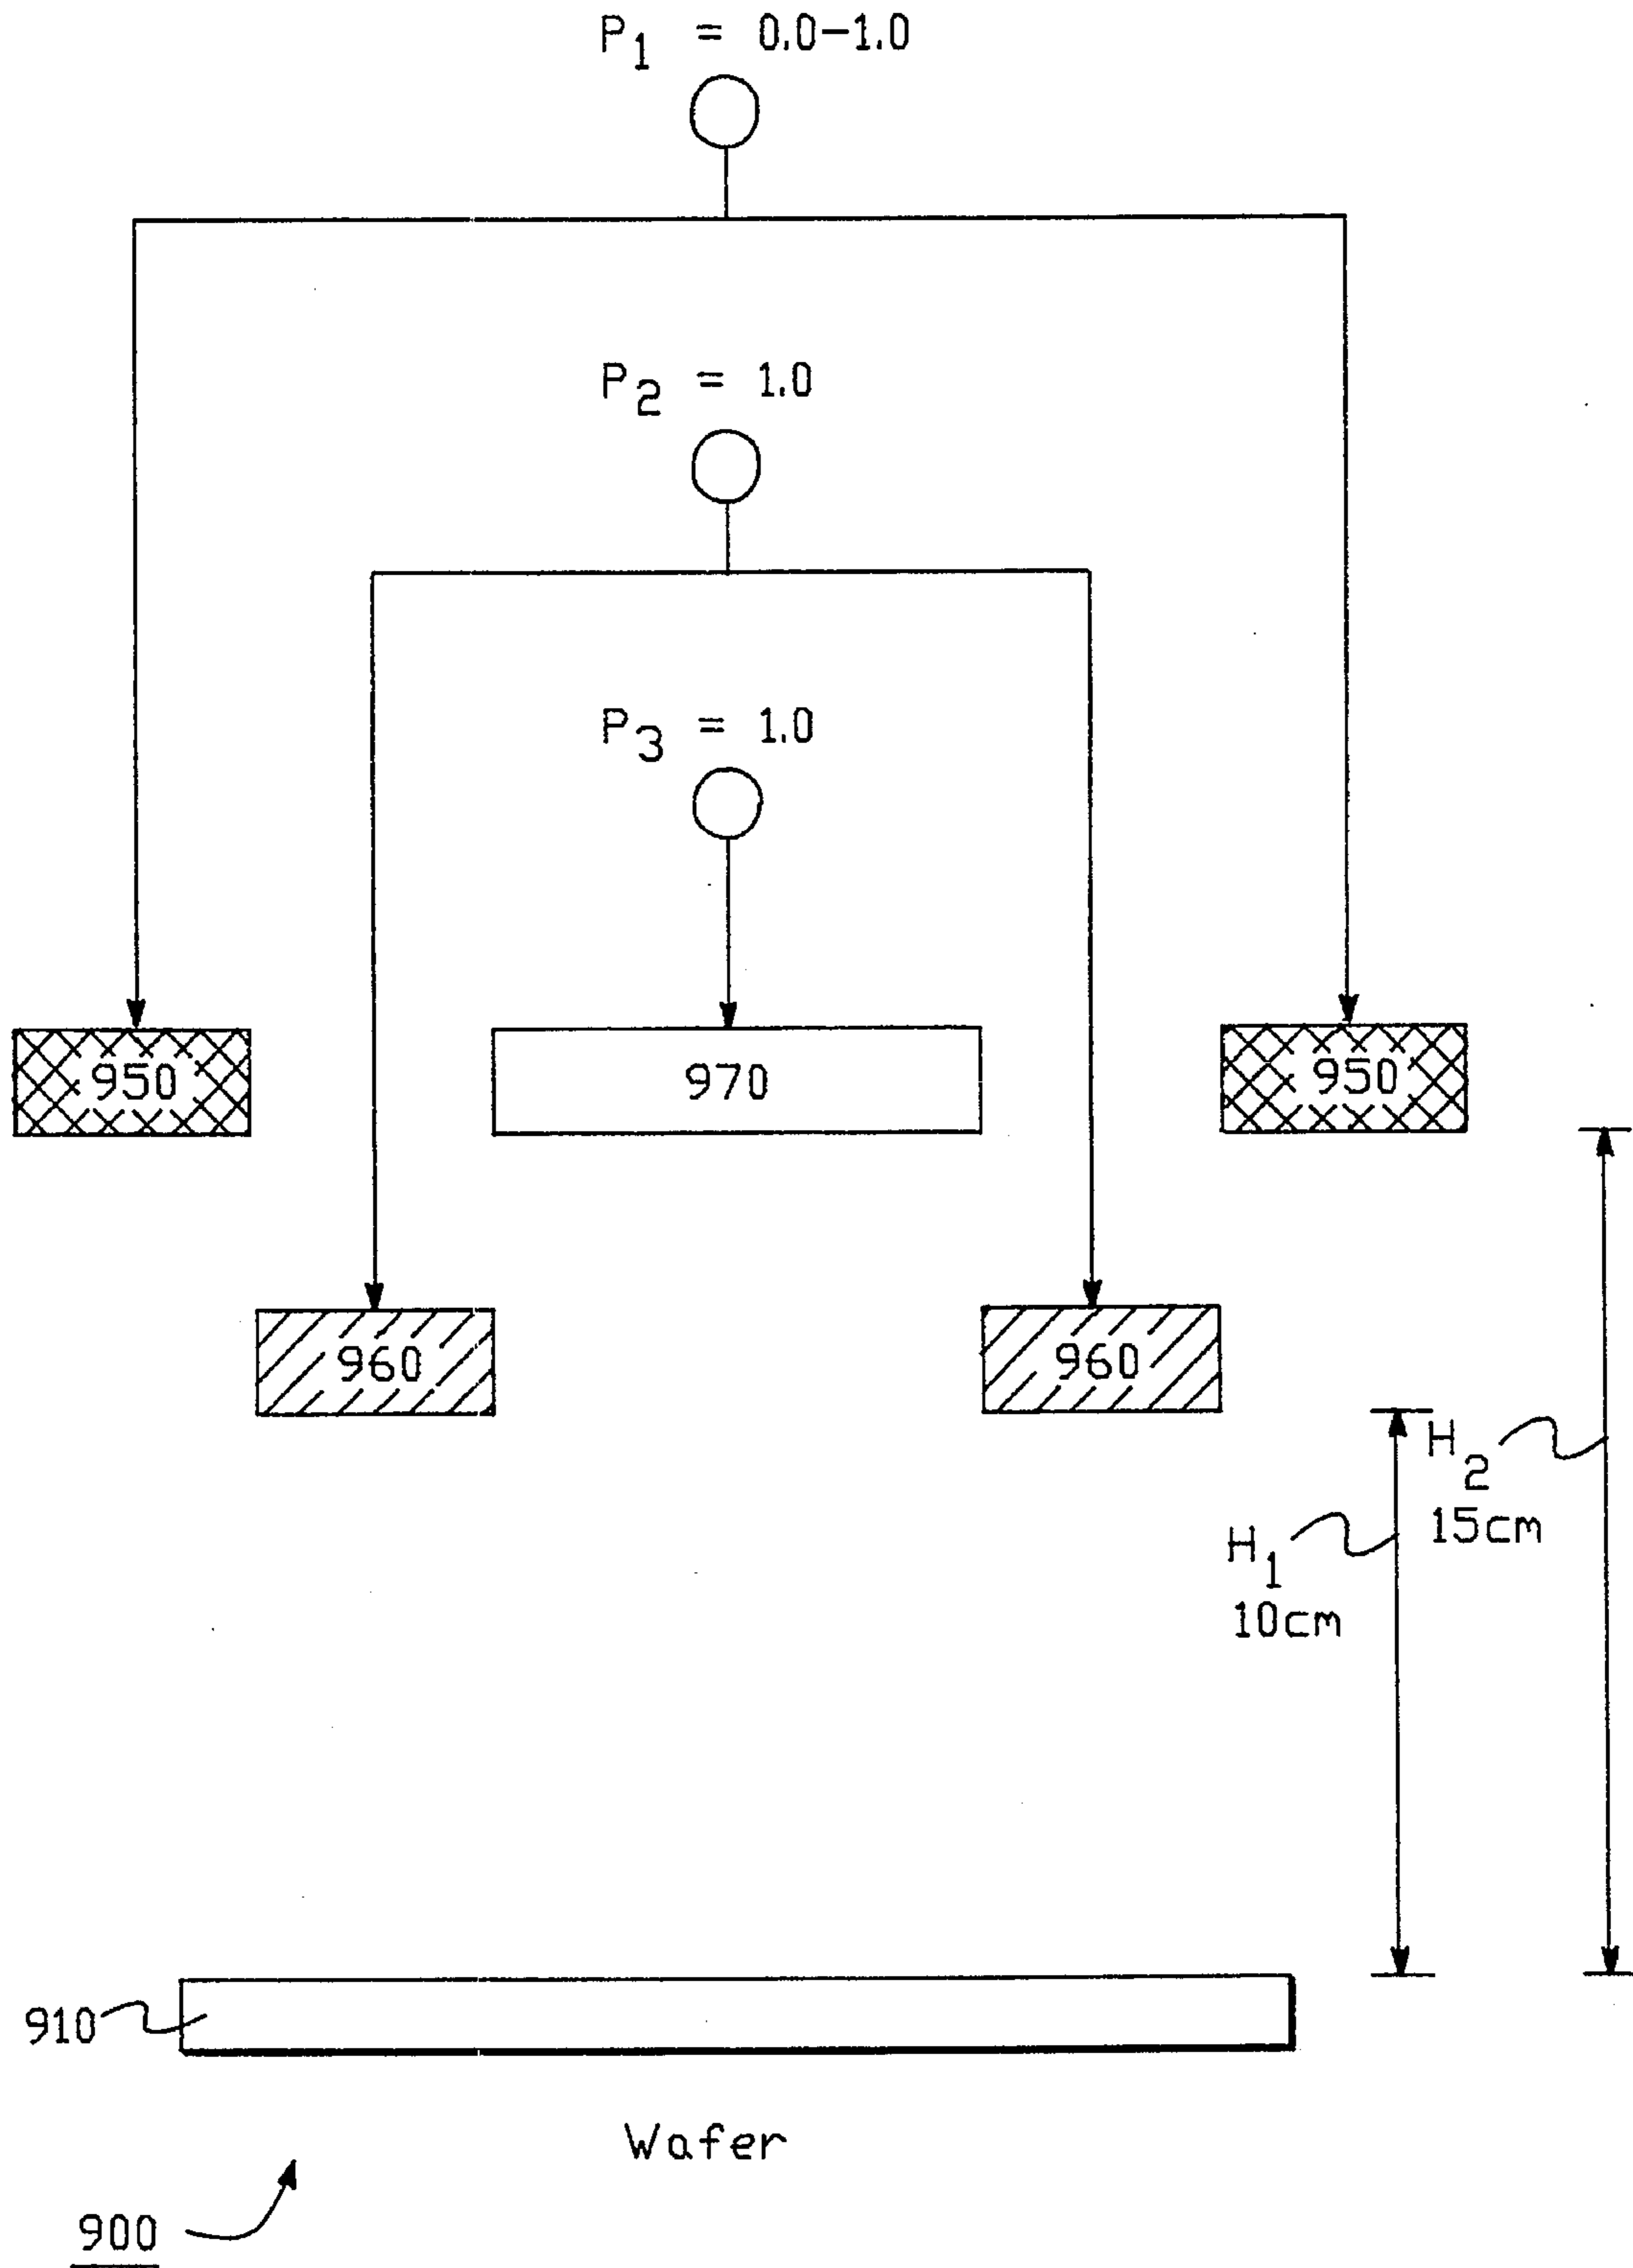 P1 = 0.0-1.0
P2 = 1.0
P3 = 1.0
950
970
950
960
960
H2
15cm
H1
10cm
910
Wafer
900